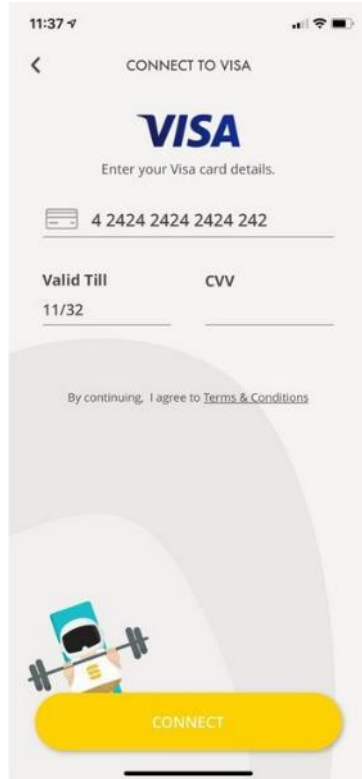 11:37
CONNECT TO VISA
VISA
Enter your Visa card details.
4 2424 2424 2424 242
Valid Till CVV
11/32
By continuing, I agree to Terms & Conditions
S
CONNECT